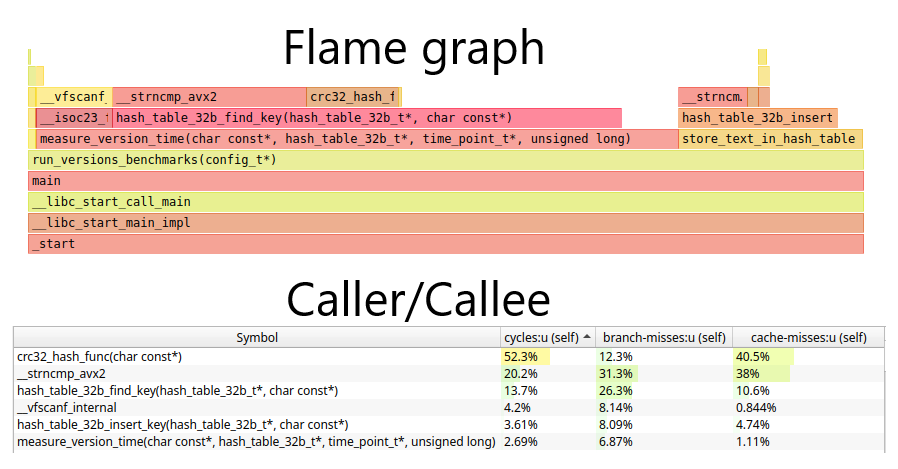 Flame graph
__vfscanf_ __strncmp_avx2 crc32_hash_f __strncm.
__isoc23_ hash_table_32b_find_key(hash_table_32b_t*, char const*) hash_table_32b_insert
measure_version_time(char const*, hash_table_32b_t*, time_point_t*, unsigned long) store_text_in_hash_table
run_versions_benchmarks(config_t*)
main
__libc_start_call_main
__libc_start_main_impl
_start
Caller/Callee
Symbol cycles:u (self) branch-misses:u (self) cache-misses:u (self)
crc32_hash_func(char const*) 52.3% 12.3% 40.5%
__strncmp_avx2 20.2% 31.3% 38%
hash_table_32b_find_key(hash_table_32b_t*, char const*) 13.7% 26.3% 10.6%
__vfscanf_internal 4.2% 8.14% 0.844%
hash_table_32b_insert_key(hash_table_32b_t*, char const*) 3.61% 8.09% 4.74%
measure_version_time(char const*, hash_table_32b_t*, time_point_t*, unsigned long) 2.69% 6.87% 1.11%